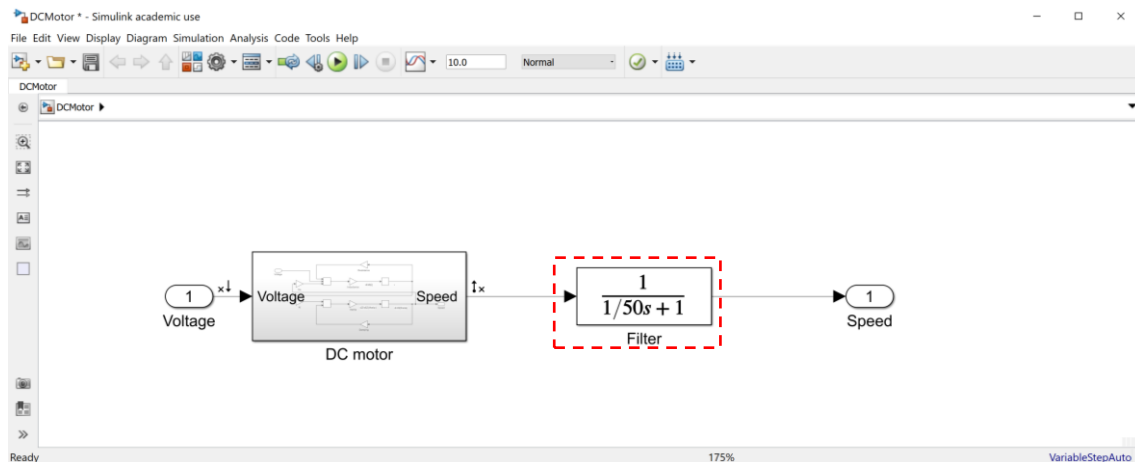 DCMotor * - Simulink academic use
File Edit View Display Diagram Simulation Analysis Code Tools Help
10.0 Normal
DCMotor
DCMotor
1
Voltage
Voltage
Speed
DC motor
1
1/50s + 1
Filter
1
Speed
Ready 175% VariableStepAuto